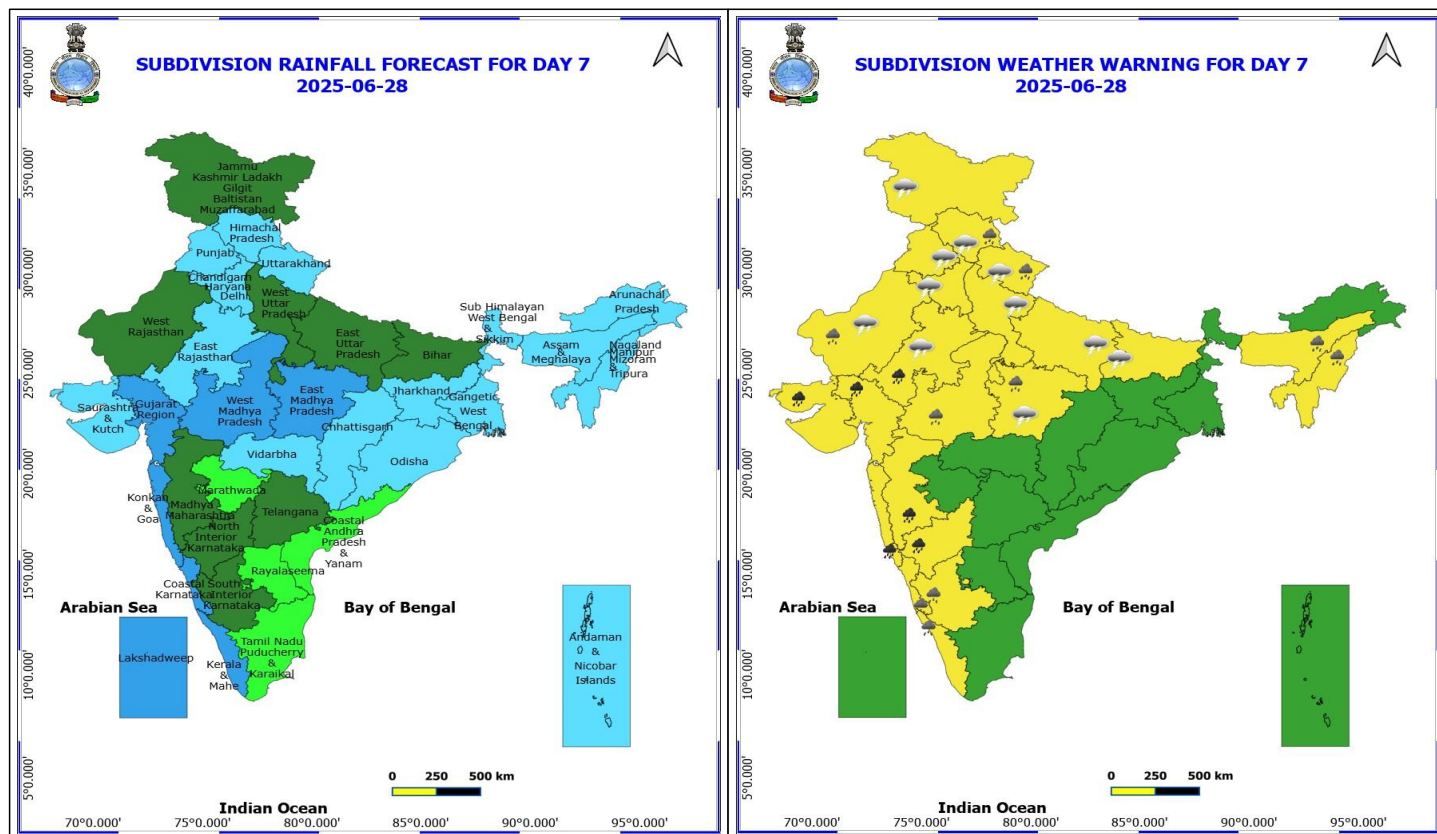 SUBDIVISION RAINFALL FORECAST FOR DAY 7
2025-06-28
40°0.000'
35°0.000'
30°0.000'
25°0.000'
20°0.000'
15°0.000'
10°0.000'
5°0.000'
Jammu
Kashmir Ladakh
Gilgit
Baltistan
Muzaffarabad
Himachal
Pradesh
Punjab
Uttarakhand
Chandigarh
Haryana
Delhi
West
Uttar
Pradesh
West
Rajasthan
East
Rajasthan
East
Uttar
Pradesh
Bihar
Sub Himalayan
West Bengal
&
Sikkim
Arunachal
Pradesh
Assam
&
Meghalaya
Nagaland
Manipur
Mizoram
&
Tripura
Saurashtra
&
Kutch
Gujarat
Region
West
Madhya
Pradesh
East
Madhya
Pradesh
Jharkhand
Gangetic
West
Bengal
Chhattisgarh
Vidarbha
Odisha
Konkan
&
Goa
Marathwada
Madhya
Maharashtra
North
Interior
Karnataka
Telangana
Coastal
Andhra
Pradesh
&
Yanam
Rayalaseema
Coastal
Karnataka
South
Interior
Karnataka
Arabian Sea
Bay of Bengal
Lakshadweep
Kerala
&
Mahe
Tamil Nadu
Puducherry
&
Karaikal
Andaman
&
Nicobar
Islands
0 250 500 km
Indian Ocean
70°0.000' 75°0.000' 80°0.000' 85°0.000' 90°0.000' 95°0.000'
SUBDIVISION WEATHER WARNING FOR DAY 7
2025-06-28
40°0.000'
35°0.000'
30°0.000'
25°0.000'
20°0.000'
15°0.000'
10°0.000'
5°0.000'
Arabian Sea
Bay of Bengal
0 250 500 km
Indian Ocean
70°0.000' 75°0.000' 80°0.000' 85°0.000' 90°0.000' 95°0.000'